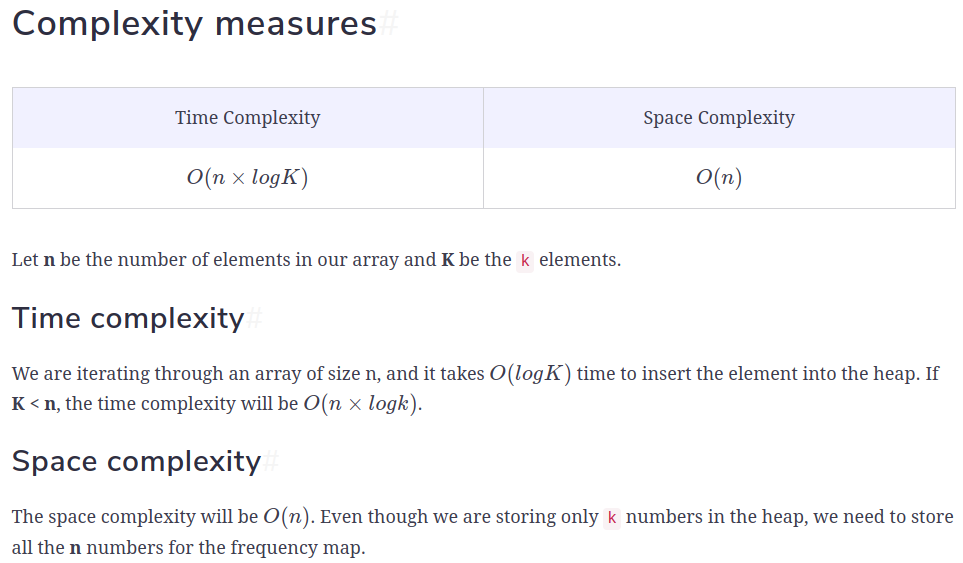 Complexity measures#
Time Complexity Space Complexity
O(n × logK) O(n)
Let n be the number of elements in our array and K be the k elements.
Time complexity#
We are iterating through an array of size n, and it takes O(logK) time to insert the element into the heap. If
K < n, the time complexity will be O(n × logk).
Space complexity#
The space complexity will be O(n). Even though we are storing only k numbers in the heap, we need to store
all the n numbers for the frequency map.